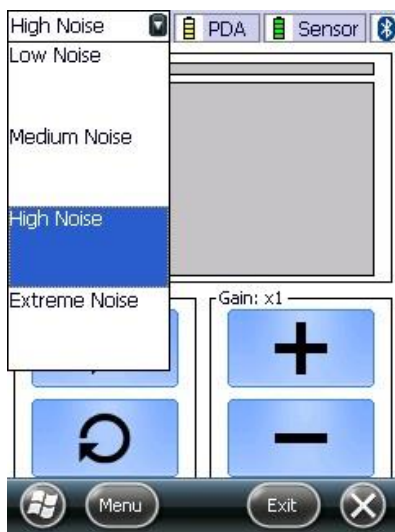 High Noise
PDA
Sensor
Low Noise
Medium Noise
High Noise
Extreme Noise
Gain: x1
Menu
Exit